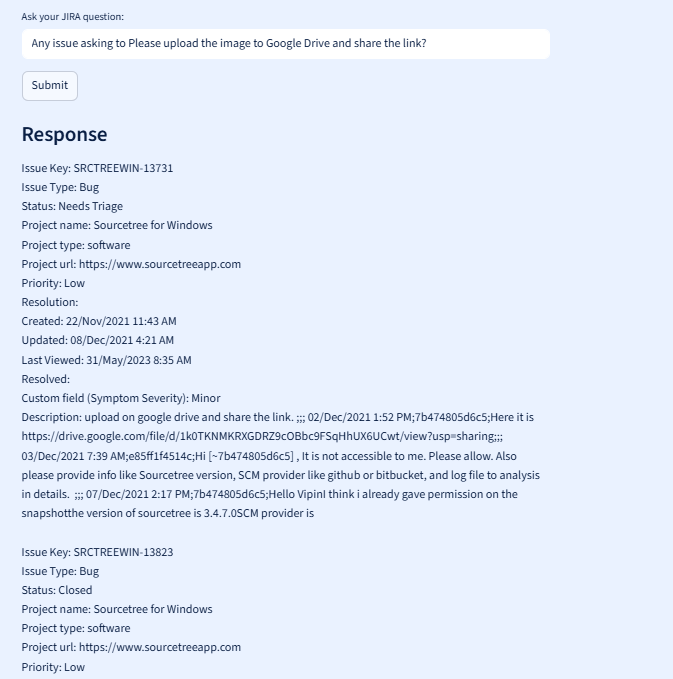 Ask your JIRA question:
Any issue asking to Please upload the image to Google Drive and share the link?
Submit
Response
Issue Key: SRCTREEWIN-13731
Issue Type: Bug
Status: Needs Triage
Project name: Sourcetree for Windows
Project type: software
Project url: https://www.sourcetreeapp.com
Priority: Low
Resolution:
Created: 22/Nov/2021 11:43 AM
Updated: 08/Dec/2021 4:21 AM
Last Viewed: 31/May/2023 8:35 AM
Resolved:
Custom field (Symptom Severity): Minor
Description: upload on google drive and share the link. ;;; 02/Dec/2021 1:52 PM;7b474805d6c5;Here it is
https://drive.google.com/file/d/1k0TKNMKRXGDRZ9cOBbc9FSqHhUX6UCwt/view?usp=sharing;;;
03/Dec/2021 7:39 AM;e85ff1f4514c;Hi [~7b474805d6c5] , It is not accessible to me. Please allow. Also
please provide info like Sourcetree version, SCM provider like github or bitbucket, and log file to analysis
in details.  ;;; 07/Dec/2021 2:17 PM;7b474805d6c5;Hello VipinI think i already gave permission on the
snapshotthe version of sourcetree is 3.4.7.0SCM provider is
Issue Key: SRCTREEWIN-13823
Issue Type: Bug
Status: Closed
Project name: Sourcetree for Windows
Project type: software
Project url: https://www.sourcetreeapp.com
Priority: Low